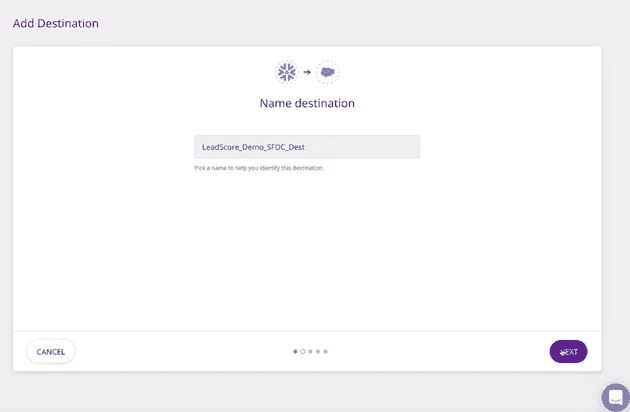 Add Destination
Name destination
LeadScore_Demo_SFDC_Dest
Pick a name to help you identify this destination.
CANCEL
NEXT